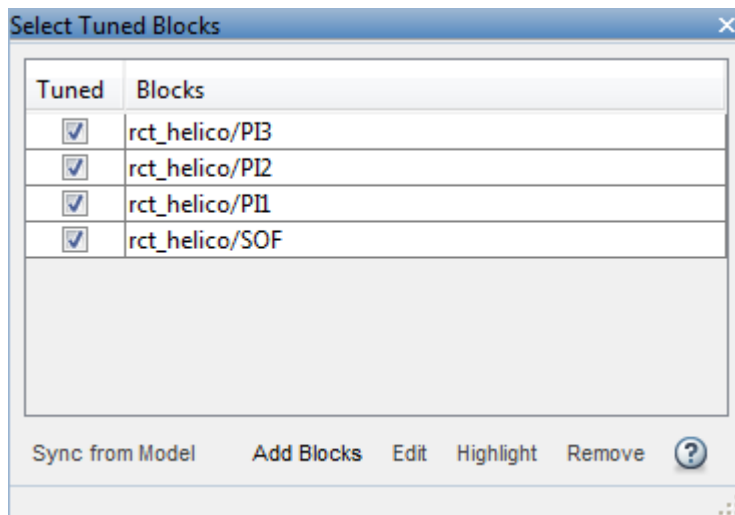 Select Tuned Blocks
Tuned Blocks
rct_helico/PI3
rct_helico/PI2
rct_helico/PI1
rct_helico/SOF
Sync from Model Add Blocks Edit Highlight Remove ?